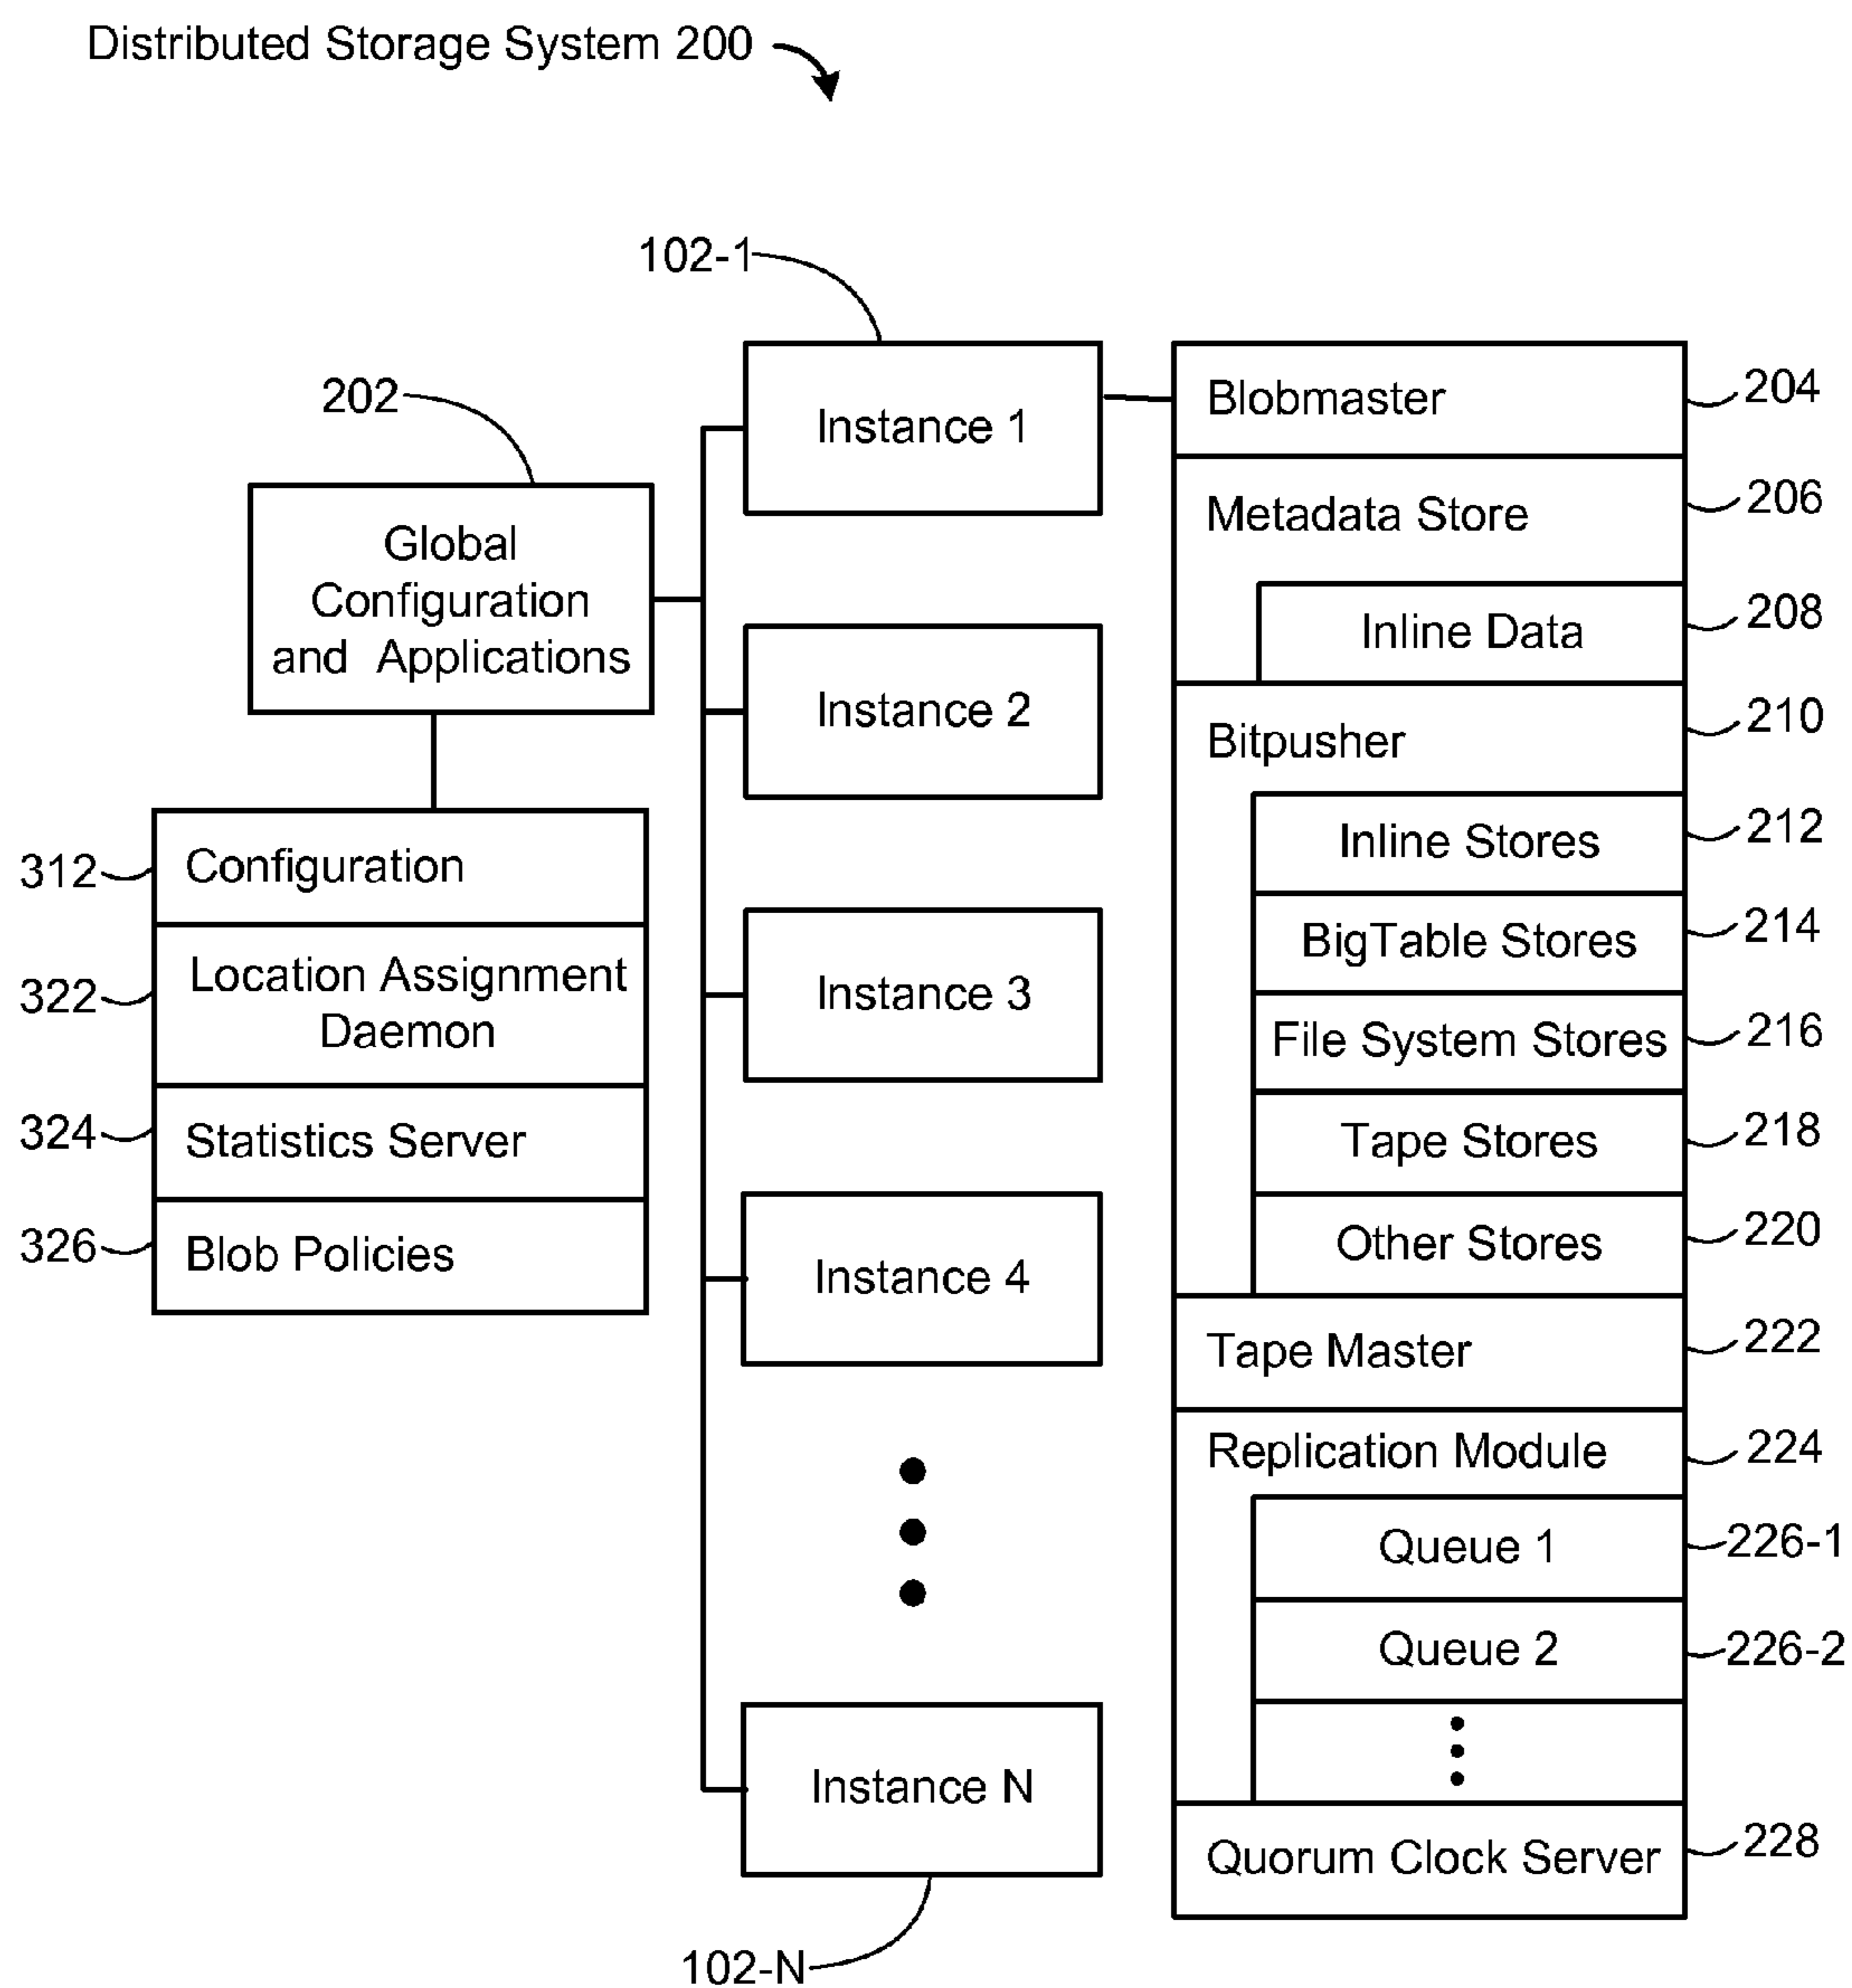 Distributed Storage System 200
102-1
202
Global
Configuration
and Applications
312
Configuration
322
Location Assignment
Daemon
324
Statistics Server
326
Blob Policies
Instance 1
Instance 2
Instance 3
Instance 4
Instance N
102-N
Blobmaster
204
Metadata Store
206
Inline Data
208
Bitpusher
210
Inline Stores
212
BigTable Stores
214
File System Stores
216
Tape Stores
218
Other Stores
220
Tape Master
222
Replication Module
224
Queue 1
226-1
Queue 2
226-2
Quorum Clock Server
228